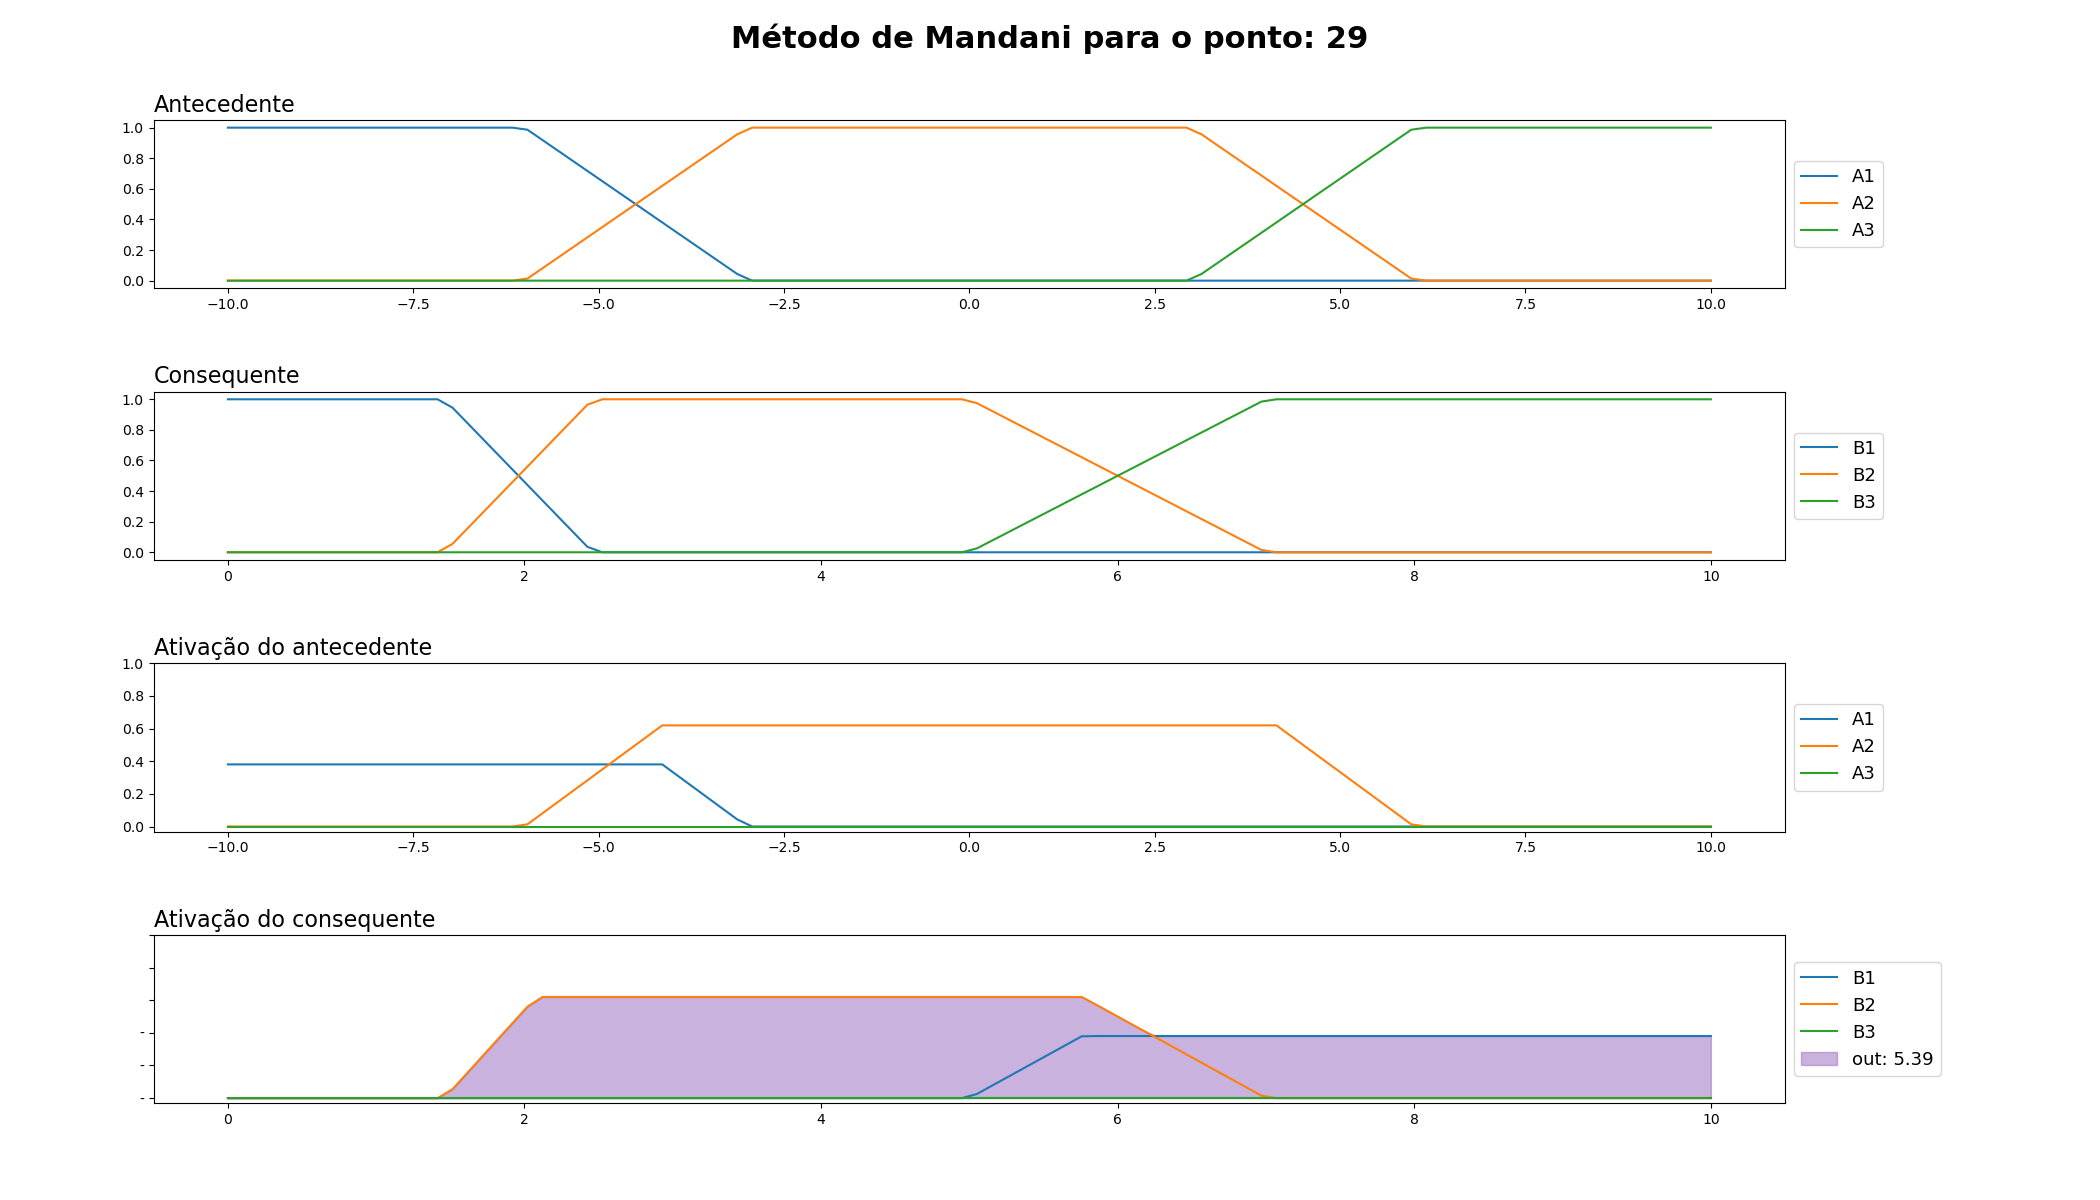 Método de Mandani para o ponto: 29
Antecedente
1.0
0.8
0.6
0.4
0.2
0.0
−10.0 −7.5 −5.0 −2.5 0.0 2.5 5.0 7.5 10.0
A1
A2
A3
Consequente
1.0
0.8
0.6
0.4
0.2
0.0
0 2 4 6 8 10
B1
B2
B3
Ativação do antecedente
1.0
0.8
0.6
0.4
0.2
0.0
−10.0 −7.5 −5.0 −2.5 0.0 2.5 5.0 7.5 10.0
A1
A2
A3
Ativação do consequente
-
-
-
0 2 4 6 8 10
B1
B2
B3
out: 5.39